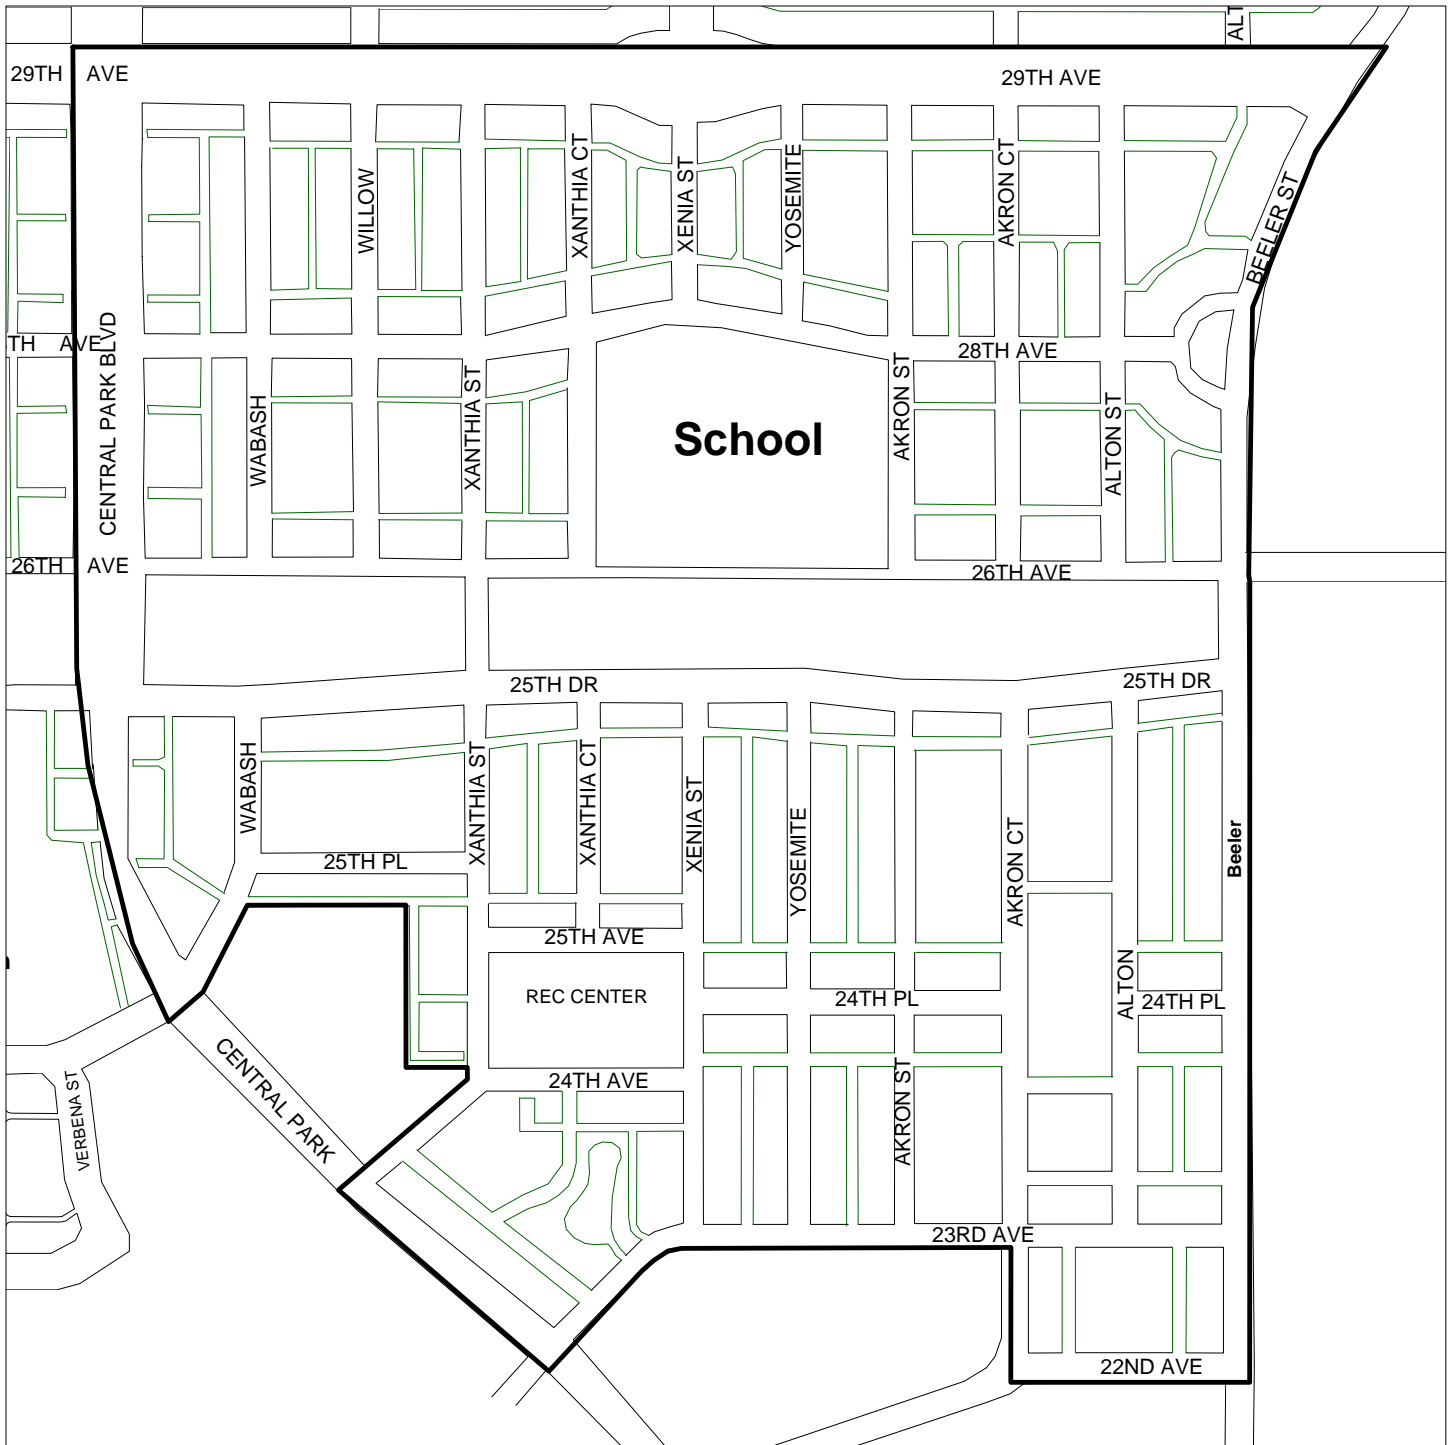 ALT
29TH AVE
29TH AVE
WILLOW
XANTHIA CT
XENIA ST
YOSEMITE
AKRON CT
BEELER ST
TH AVE
CENTRAL PARK BLVD
28TH AVE
WABASH
XANTHIA ST
School
AKRON ST
ALTON ST
26TH AVE
26TH AVE
25TH DR
25TH DR
WABASH
XANTHIA ST
XANTHIA CT
XENIA ST
YOSEMITE
AKRON CT
Beeler
25TH PL
25TH AVE
REC CENTER
24TH PL
ALTON
24TH PL
CENTRAL PARK
VERBENA ST
24TH AVE
AKRON ST
23RD AVE
22ND AVE